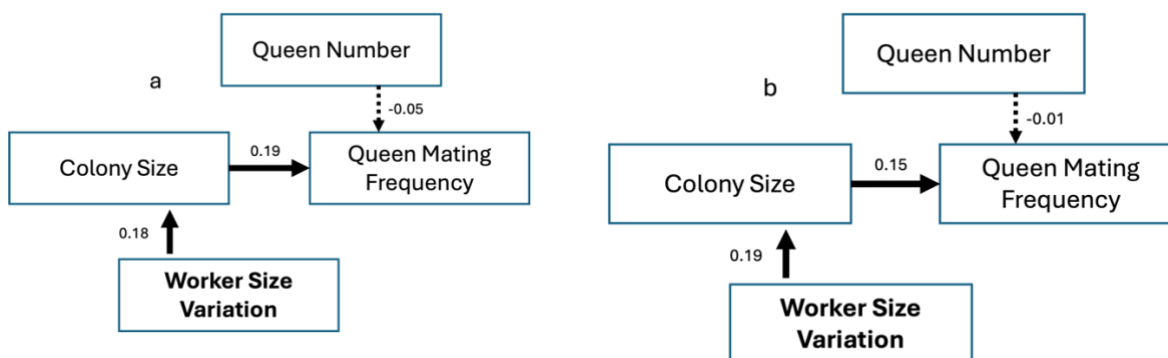 a
Queen Number
-0.05
Colony Size
0.19
Queen Mating
Frequency
0.18
Worker Size
Variation
b
Queen Number
-0.01
Colony Size
0.15
Queen Mating
Frequency
0.19
Worker Size
Variation